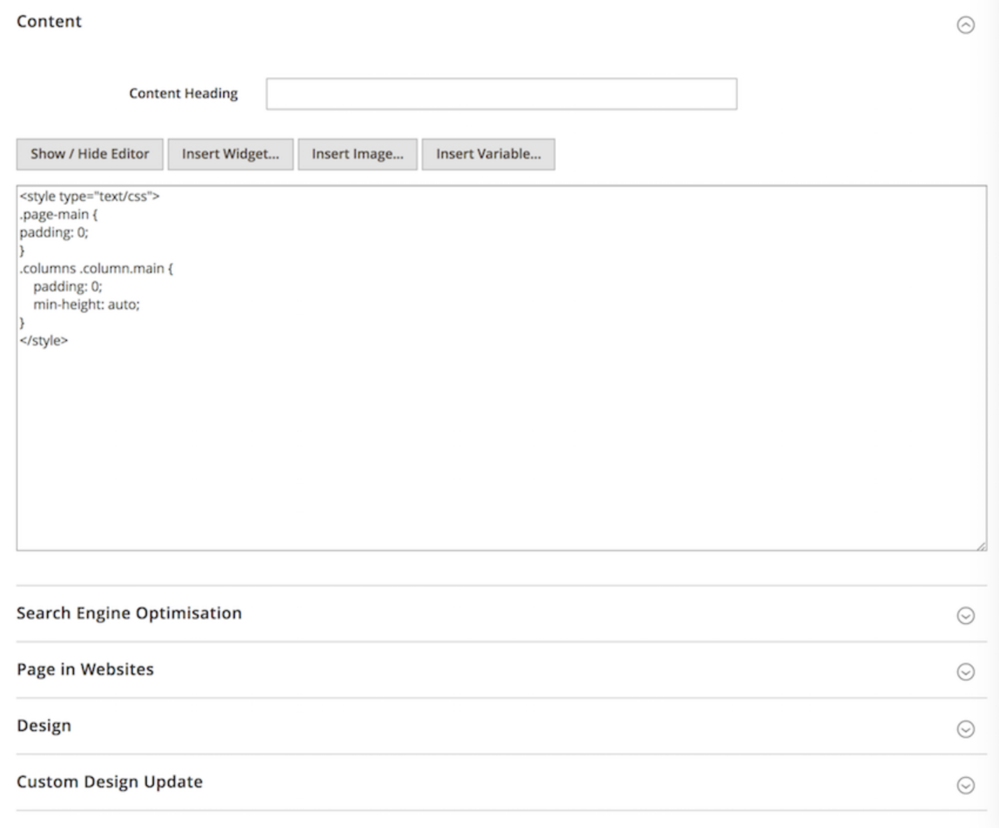 Content
Content Heading
Show / Hide Editor
Insert Widget...
Insert Image...
Insert Variable...
<style type="text/css">
.page-main {
padding: 0;
}
.columns .column.main {
    padding: 0;
    min-height: auto;
}
</style>
Search Engine Optimisation
Page in Websites
Design
Custom Design Update